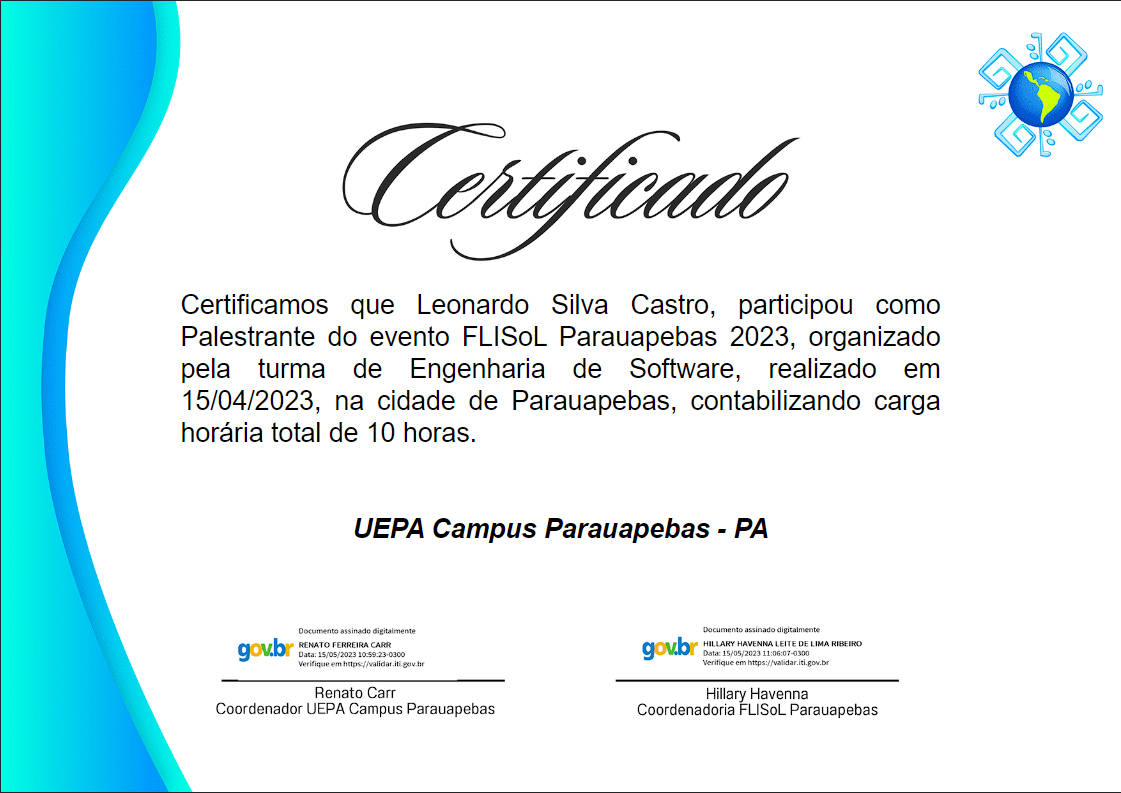 Certificado
Certificamos que Leonardo Silva Castro, participou como
Palestrante do evento FLISoL Parauapebas 2023, organizado
pela turma de Engenharia de Software, realizado em
15/04/2023, na cidade de Parauapebas, contabilizando carga
horária total de 10 horas.
UEPA Campus Parauapebas - PA
gov.br
Documento assinado digitalmente
RENATO FERREIRA CARR
Data: 15/05/2023 10:59:23-0300
Verifique em https://validar.iti.gov.br
Renato Carr
Coordenador UEPA Campus Parauapebas
gov.br
Documento assinado digitalmente
HILLARY HAVENNA LEITE DE LIMA RIBEIRO
Data: 15/05/2023 11:06:07-0300
Verifique em https://validar.iti.gov.br
Hillary Havenna
Coordenadoria FLISoL Parauapebas